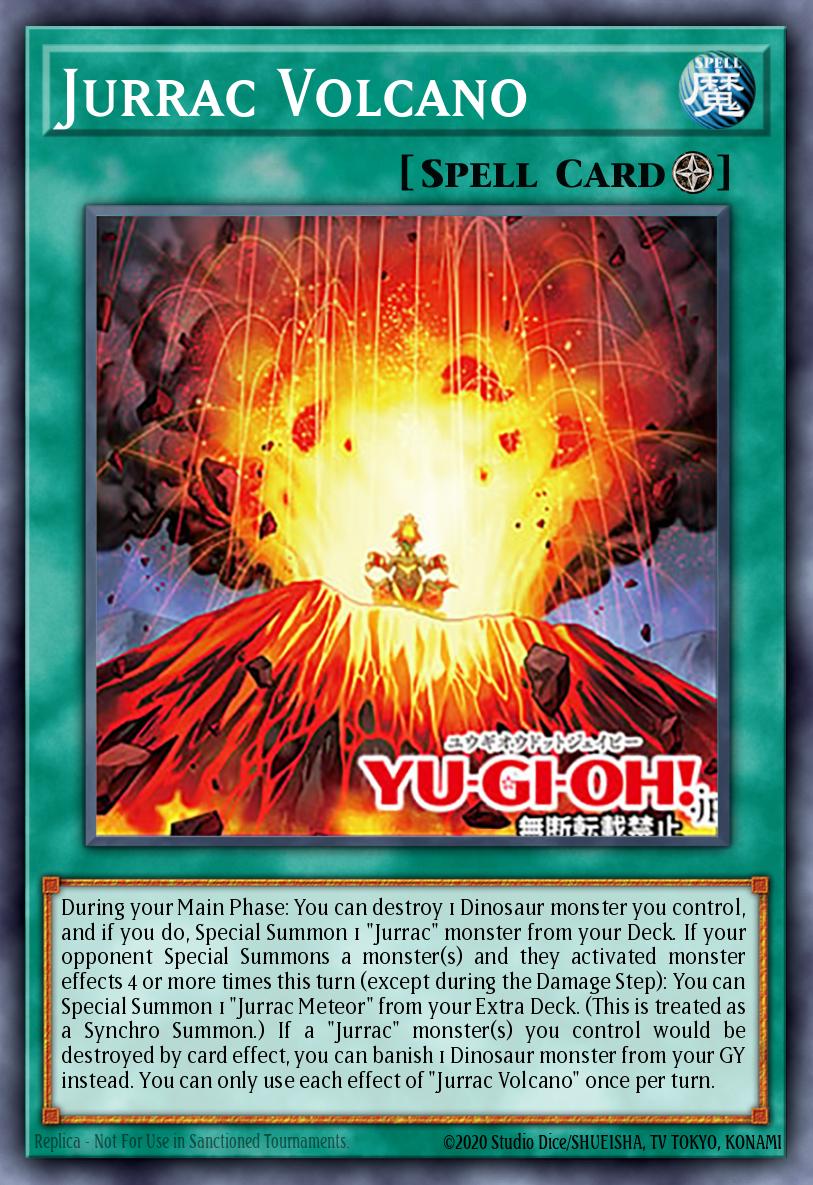 Jurrac Volcano
SPELL
魔
[Spell Card]
ユウギオウドットジェイピー
YU-GI-OH!
.jp
無断転載禁止
During your Main Phase: You can destroy 1 Dinosaur monster you control,
and if you do, Special Summon 1 "Jurrac" monster from your Deck. If your
opponent Special Summons a monster(s) and they activated monster
effects 4 or more times this turn (except during the Damage Step): You can
Special Summon 1 "Jurrac Meteor" from your Extra Deck. (This is treated as
a Synchro Summon.) If a "Jurrac" monster(s) you control would be
destroyed by card effect, you can banish 1 Dinosaur monster from your GY
instead. You can only use each effect of "Jurrac Volcano" once per turn.
Replica - Not For Use in Sanctioned Tournaments.
©2020 Studio Dice/SHUEISHA, TV TOKYO, KONAMI